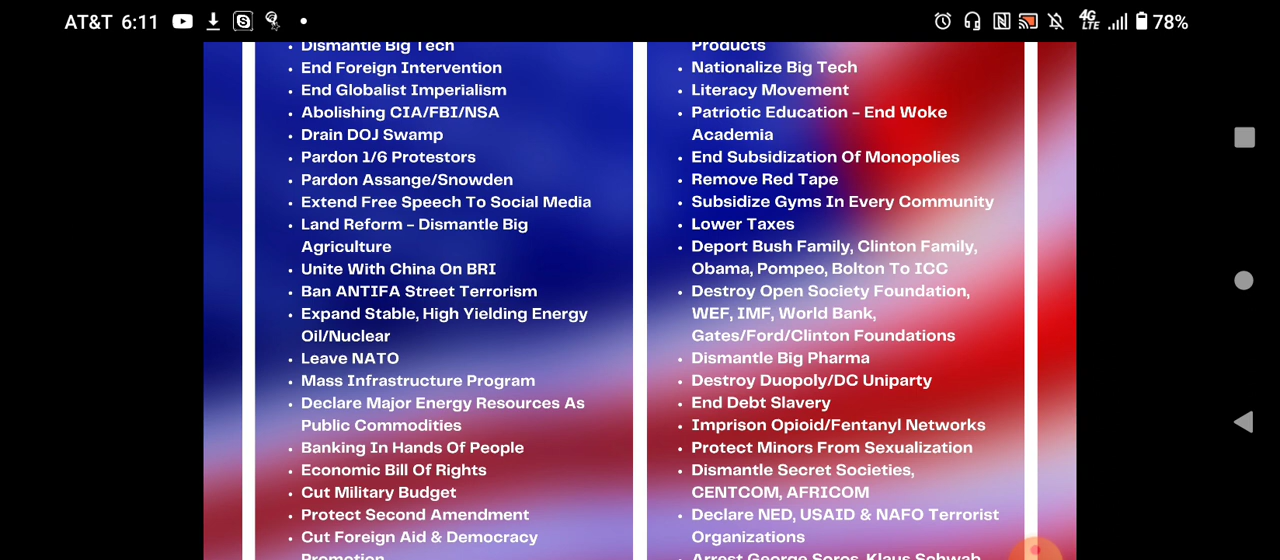 AT&T 6:11
4G
LTE
78%
Dismantle Big Tech
End Foreign Intervention
End Globalist Imperialism
Abolishing CIA/FBI/NSA
Drain DOJ Swamp
Pardon 1/6 Protestors
Pardon Assange/Snowden
Extend Free Speech To Social Media
Land Reform - Dismantle Big
Agriculture
Unite With China On BRI
Ban ANTIFA Street Terrorism
Expand Stable, High Yielding Energy
Oil/Nuclear
Leave NATO
Mass Infrastructure Program
Declare Major Energy Resources As
Public Commodities
Banking In Hands Of People
Economic Bill Of Rights
Cut Military Budget
Protect Second Amendment
Cut Foreign Aid & Democracy
Promotion
Products
Nationalize Big Tech
Literacy Movement
Patriotic Education - End Woke
Academia
End Subsidization Of Monopolies
Remove Red Tape
Subsidize Gyms In Every Community
Lower Taxes
Deport Bush Family, Clinton Family,
Obama, Pompeo, Bolton To ICC
Destroy Open Society Foundation,
WEF, IMF, World Bank,
Gates/Ford/Clinton Foundations
Dismantle Big Pharma
Destroy Duopoly/DC Uniparty
End Debt Slavery
Imprison Opioid/Fentanyl Networks
Protect Minors From Sexualization
Dismantle Secret Societies,
CENTCOM, AFRICOM
Declare NED, USAID & NAFO Terrorist
Organizations
Arrest George Soros, Klaus Schwab